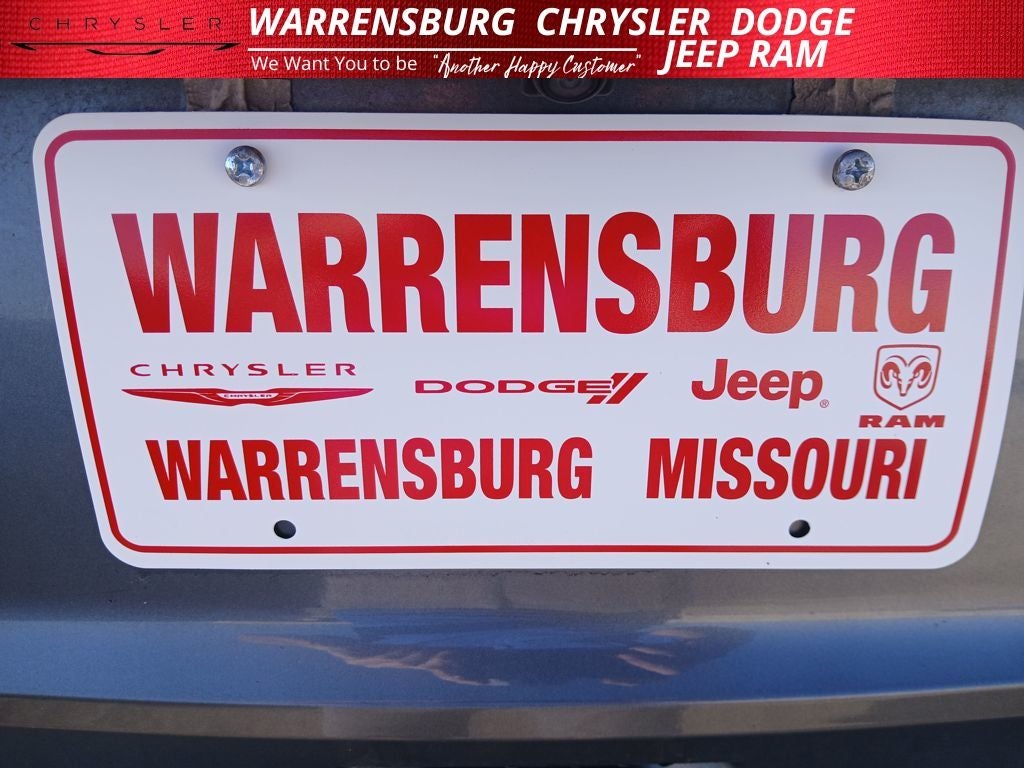 CHRYSLER
WARRENSBURG CHRYSLER DODGE
JEEP RAM
We Want You to be "Another Happy Customer"
WARRENSBURG
CHRYSLER
CHRYSLER
DODGE
Jeep®
RAM
WARRENSBURG MISSOURI